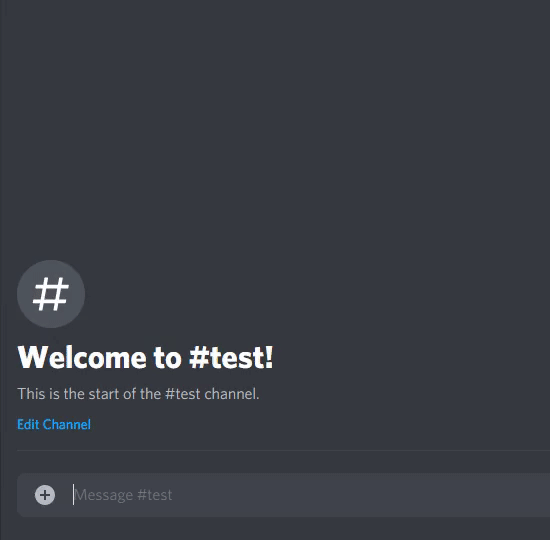 #
Welcome to #test!
This is the start of the #test channel.
Edit Channel
Message #test